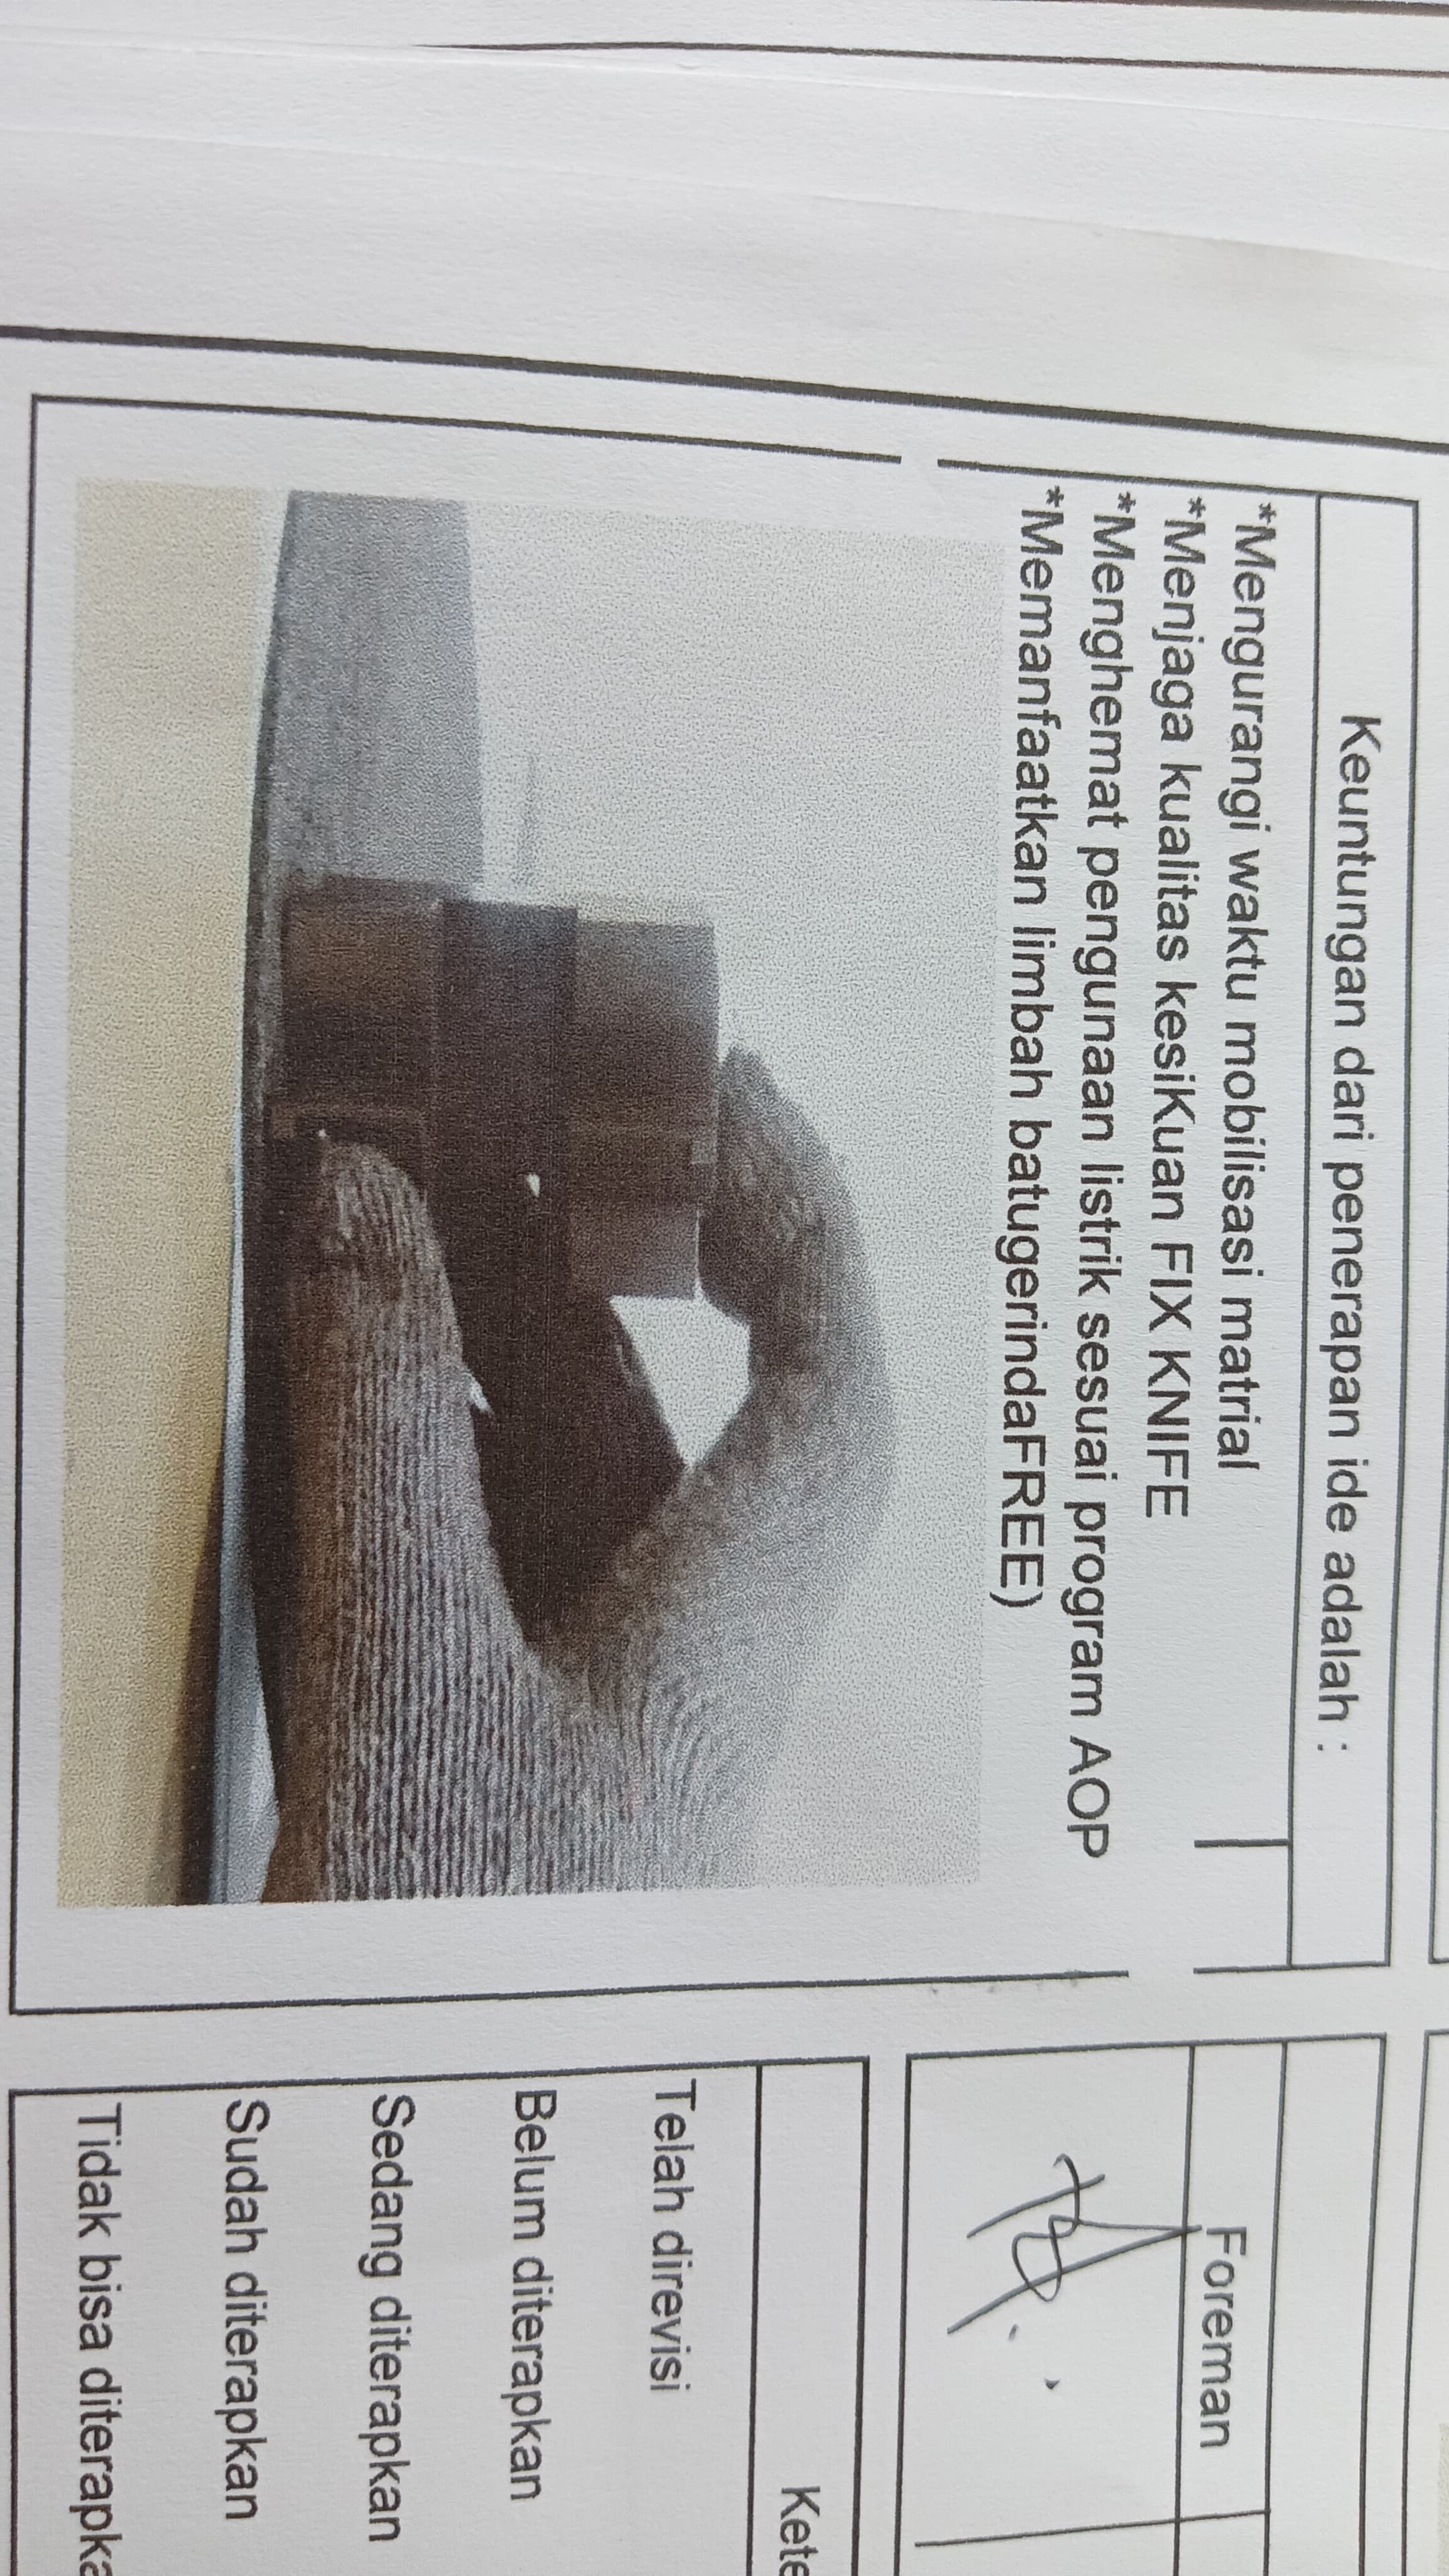 Keuntungan dari penerapan ide adalah :
*Mengurangi waktu mobilisasi matrial
*Menjaga kualitas kesiKuan FIX KNIFE
*Menghemat pengunaan listrik sesuai program AOP
*Memanfaatkan limbah batugerindaFREE)
Foreman
Kete
Telah direvisi
Belum diterapkan
Sedang diterapkan
Sudah diterapkan
Tidak bisa diterapka